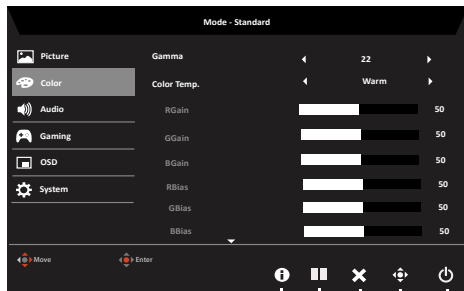 Mode - Standard
Picture
Gamma
22
Color
Color Temp.
Warm
Audio
RGain
50
Gaming
GGain
50
OSD
BGain
50
System
RBias
50
GBias
50
BBias
50
Move
Enter